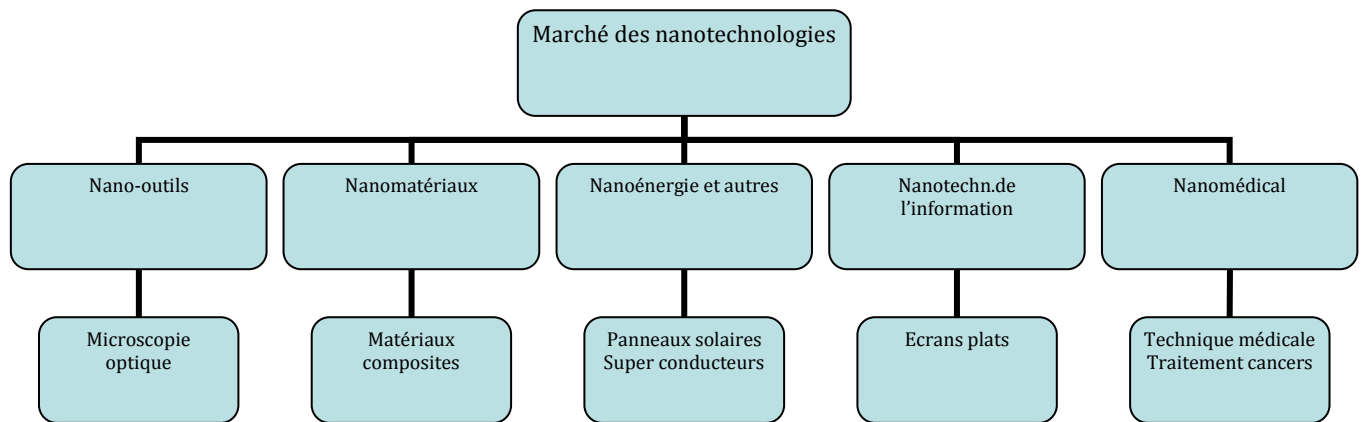 Marché des nanotechnologies
Nano-outils
Nanomatériaux
Nanoénergie et autres
Nanotechn.de
l’information
Nanomédical
Microscopie
optique
Matériaux
composites
Panneaux solaires
Super conducteurs
Ecrans plats
Technique médicale
Traitement cancers